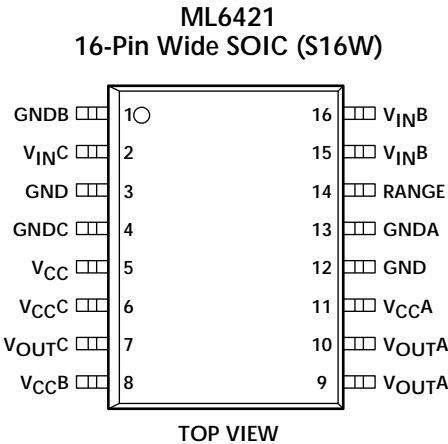 ML6421
16-Pin Wide SOIC (S16W)
GNDB 1 16 VINB
VINC 2 15 VINB
GND 3 14 RANGE
GNDC 4 13 GNDA
VCC 5 12 GND
VCCC 6 11 VCCA
VOUTC 7 10 VOUTA
VCCB 8 9 VOUTA
TOP VIEW